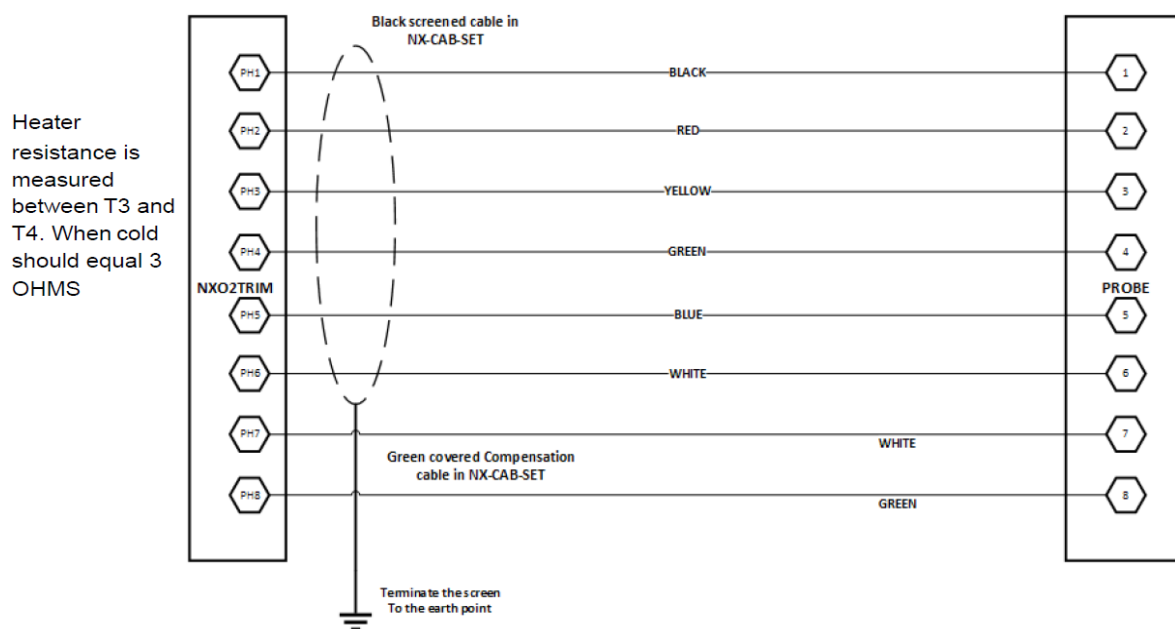 Black screened cable in
NX-CAB-SET
PH1
BLACK
1
PH2
RED
2
Heater
resistance is
measured
between T3 and
T4. When cold
should equal 3
OHMS
PH3
YELLOW
3
PH4
GREEN
4
NXO2TRIM
PROBE
PH5
BLUE
5
PH6
WHITE
6
PH7
WHITE
7
Green covered Compensation
cable in NX-CAB-SET
PH8
GREEN
8
Terminate the screen
To the earth point